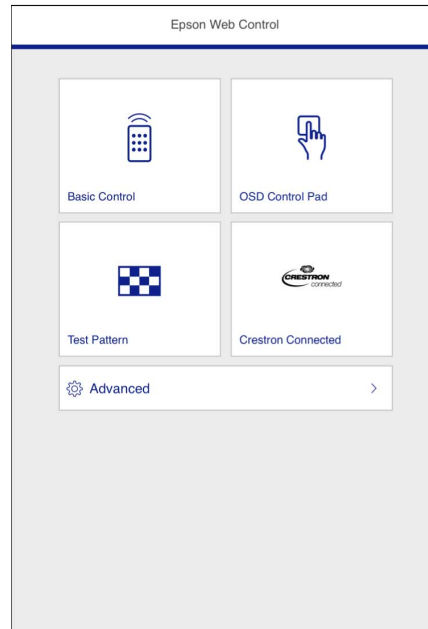 Epson Web Control
Basic Control
OSD Control Pad
CRESTRON
connected
Test Pattern
Crestron Connected
Advanced